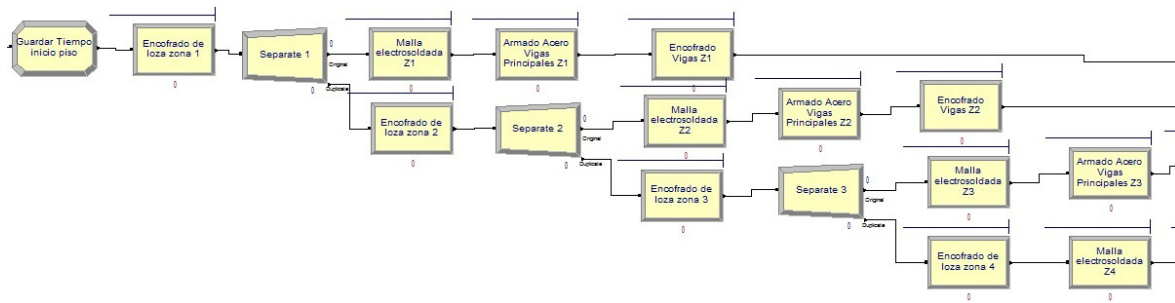 Guardar Tiempo
inicio piso
Encofrado de
loza zona 1
0
Separate 1
0
Original
0
Duplicate
Malla
electrosoldada
Z1
0
Armado Acero
Vigas
Principales Z1
0
Encofrado
Vigas Z1
0
Encofrado de
loza zona 2
0
Separate 2
0
Original
0
Duplicate
Malla
electrosoldada
Z2
0
Armado Acero
Vigas
Principales Z2
0
Encofrado
Vigas Z2
0
Encofrado de
loza zona 3
0
Separate 3
0
Original
0
Duplicate
Malla
electrosoldada
Z3
0
Armado Acero
Vigas
Principales Z3
0
Encofrado de
loza zona 4
0
Malla
electrosoldada
Z4
0